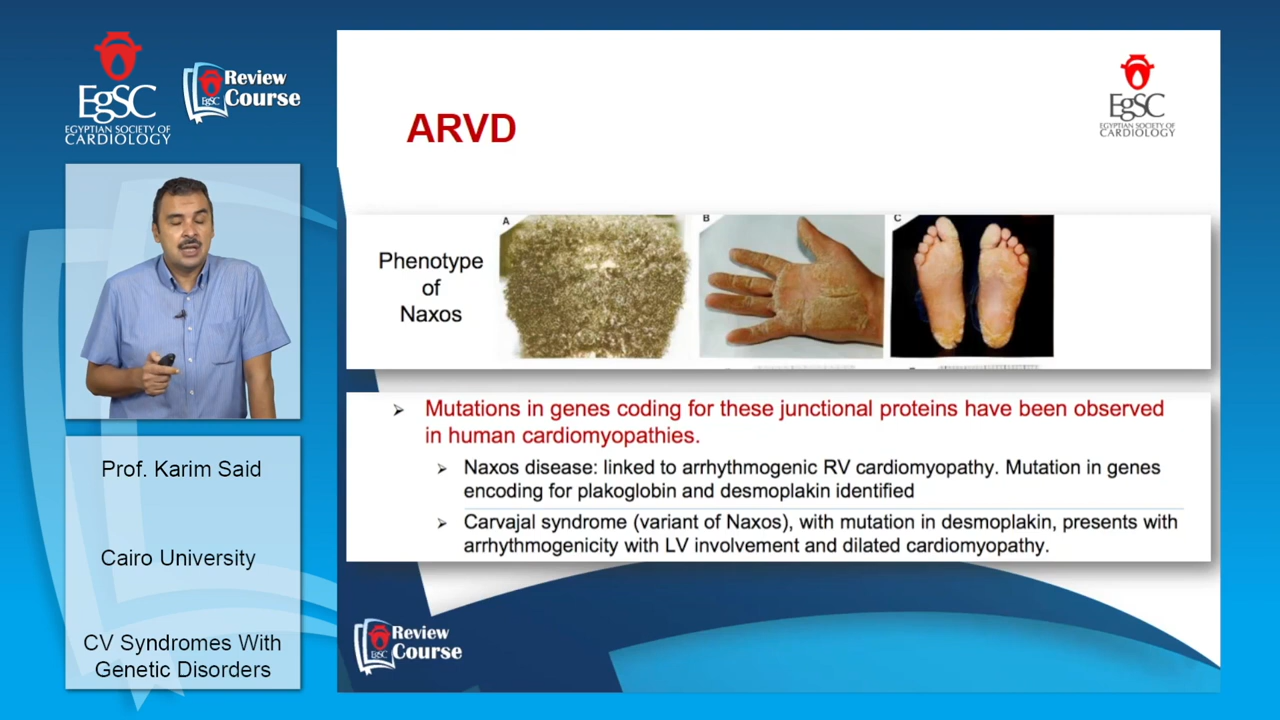 EgSC
EGYPTIAN SOCIETY OF
CARDIOLOGY
Review
Course
EgSC
Prof. Karim Said
Cairo University
CV Syndromes With
Genetic Disorders
EgSC
EGYPTIAN SOCIETY OF
CARDIOLOGY
ARVD
Phenotype
of
Naxos
A
B
C
➢ Mutations in genes coding for these junctional proteins have been observed
in human cardiomyopathies.
➢ Naxos disease: linked to arrhythmogenic RV cardiomyopathy. Mutation in genes
encoding for plakoglobin and desmoplakin identified
➢ Carvajal syndrome (variant of Naxos), with mutation in desmoplakin, presents with
arrhythmogenicity with LV involvement and dilated cardiomyopathy.
Review
Course
EgSC